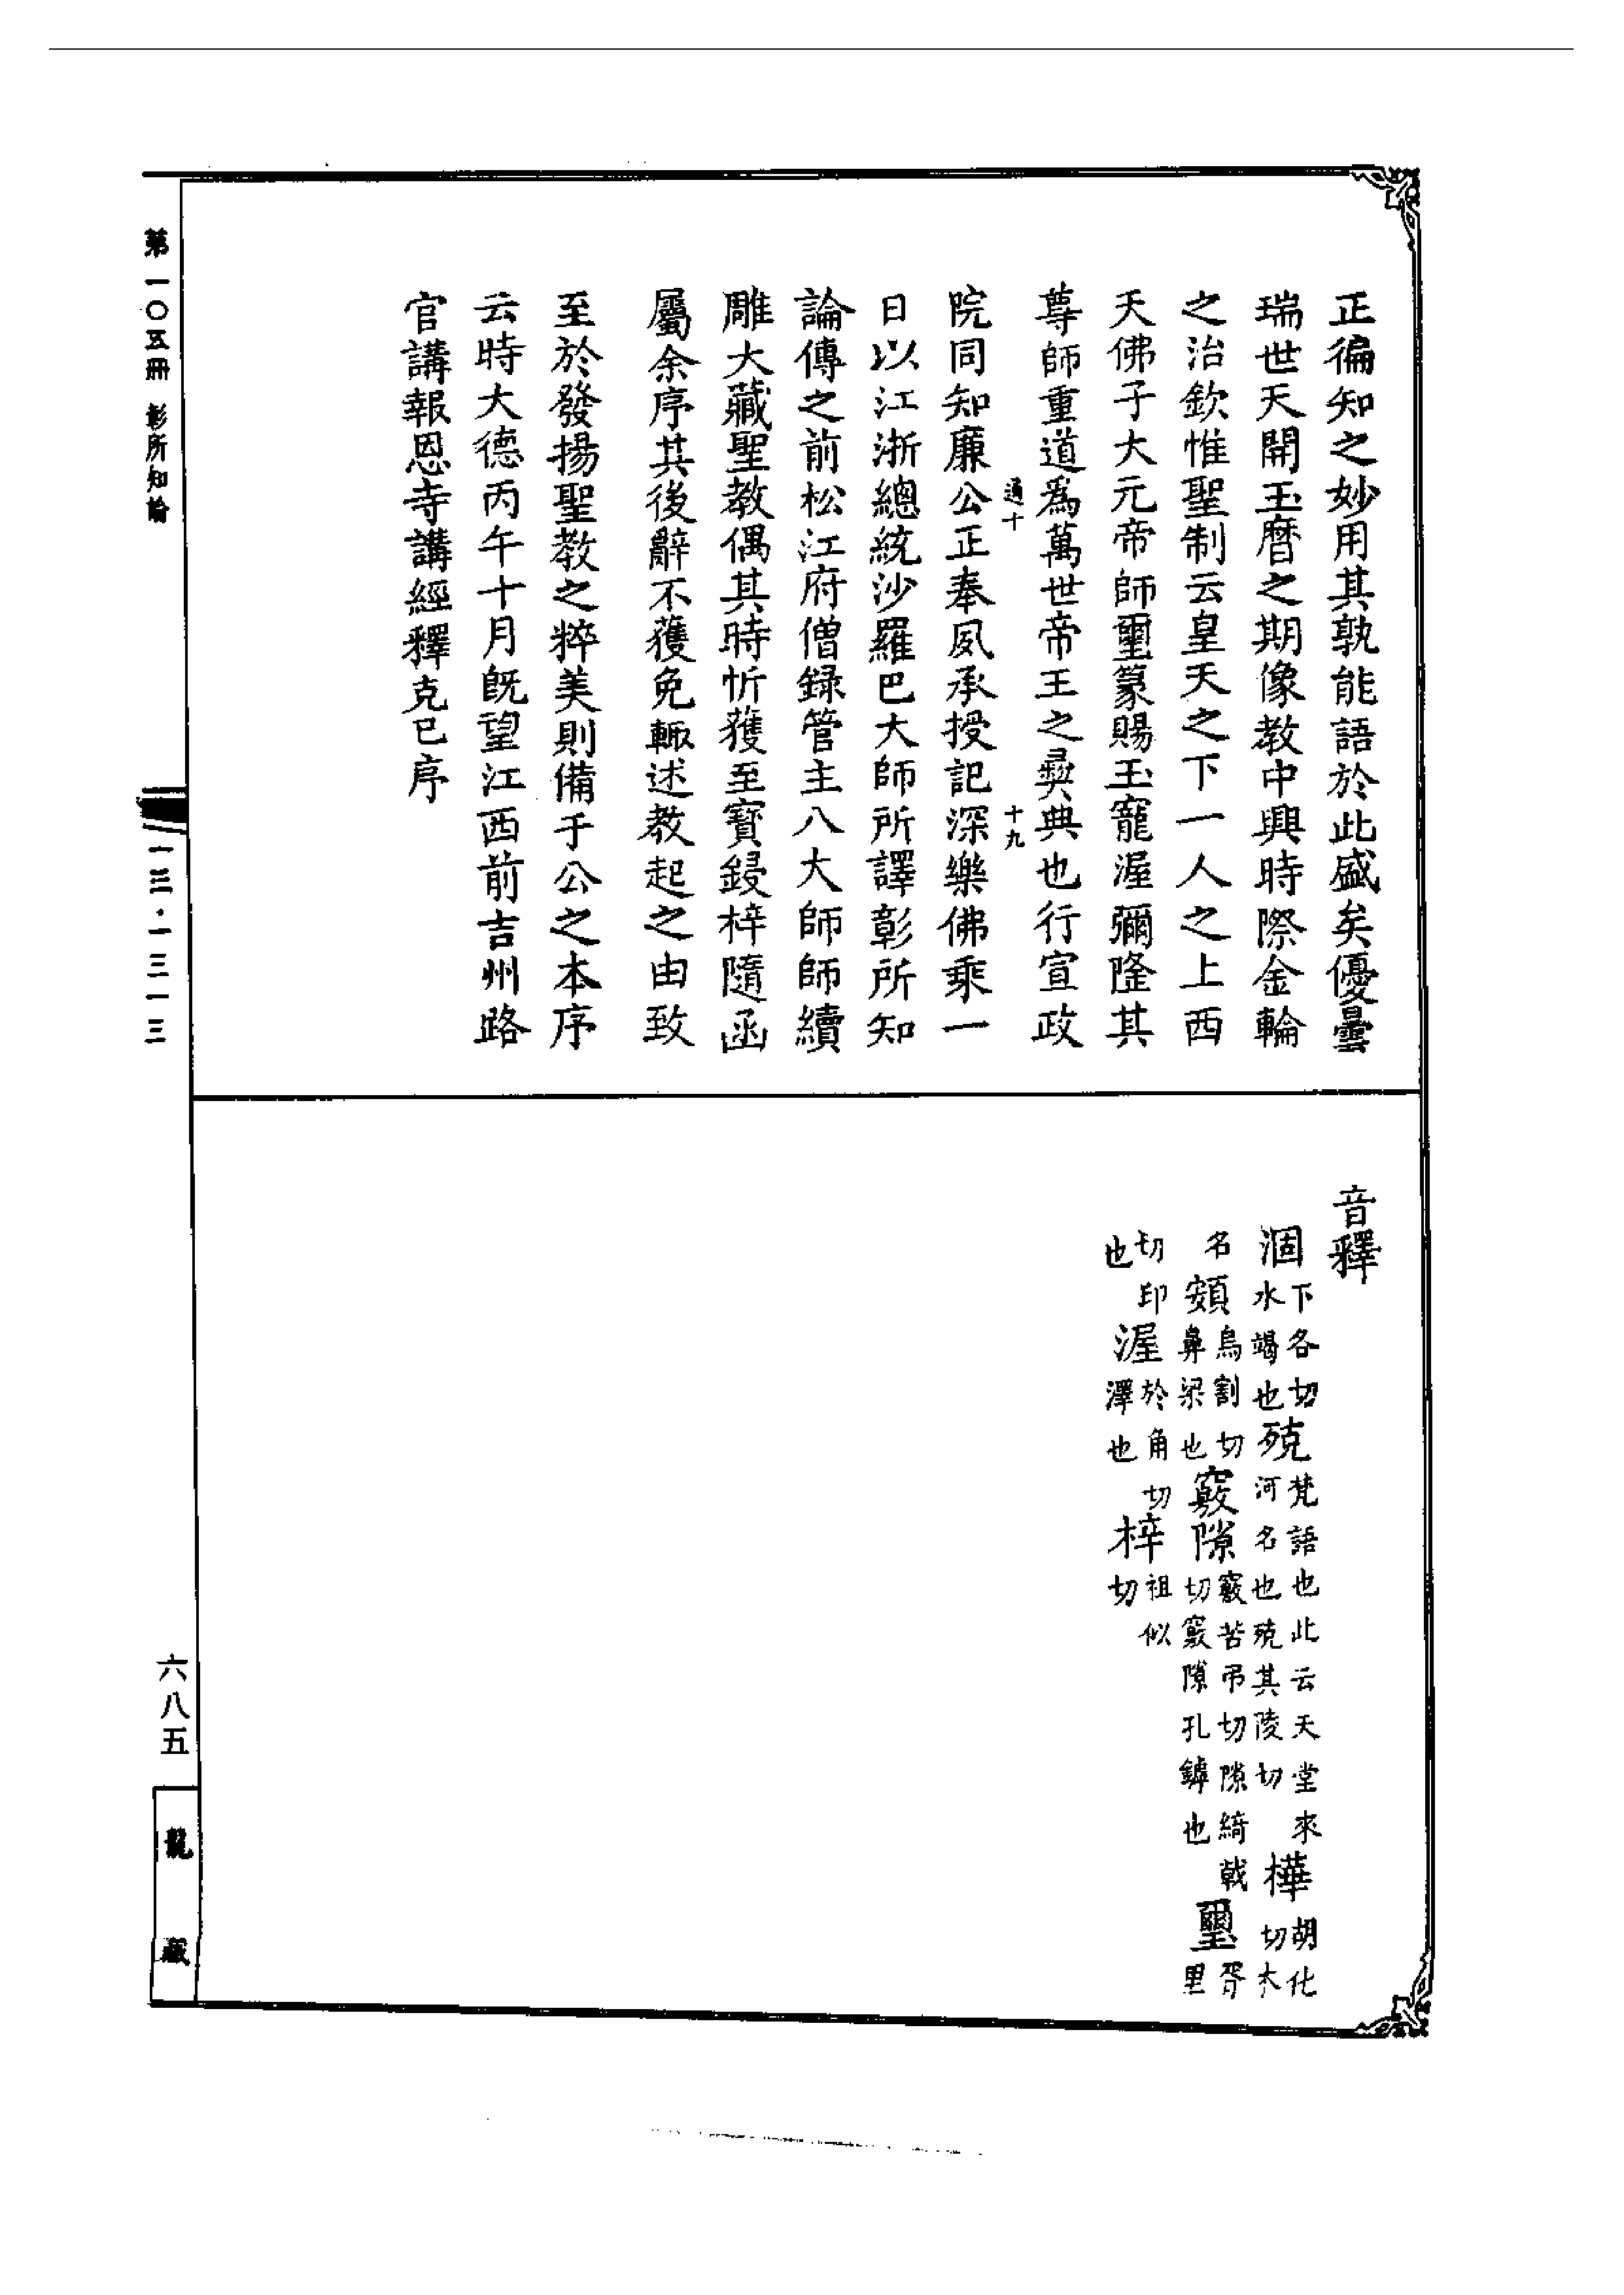 正徧知之妙用其孰能語於此盛矣優曇
瑞世天開玉曆之期像教中興時際金輪
之治欽惟聖制云皇天之下一人之上西
天佛子大元帝師璽篆賜玉寵渥彌隆其
尊師重道爲萬世帝王之彛典也行宣政
通十 十九
院同知廉公正奉夙承授記深樂佛乘一
日以江浙總統沙羅巴大師所譯彰所知
論傳之前松江府僧録管主八大師師續
雕大藏聖教偶其時忻獲至寶鋟梓隨函
屬余序其後辭不獲免輙述教起之由致
至於發揚聖教之粹美則備于公之本序
云時大德丙午十月旣望江西前吉州路
官講報恩寺講經釋克已序
音釋
涸下各切水竭也殑梵語也此云天堂來河名也殑其陵切樺胡化切木
名頞烏割切鼻梁也竅隙竅苦弔切隙綺戟切竅隙孔罅也璽胥里
切印也渥於角切澤也梓祖似切
第一〇五冊 彰所知論
一三·一三一三
六八五
龍藏